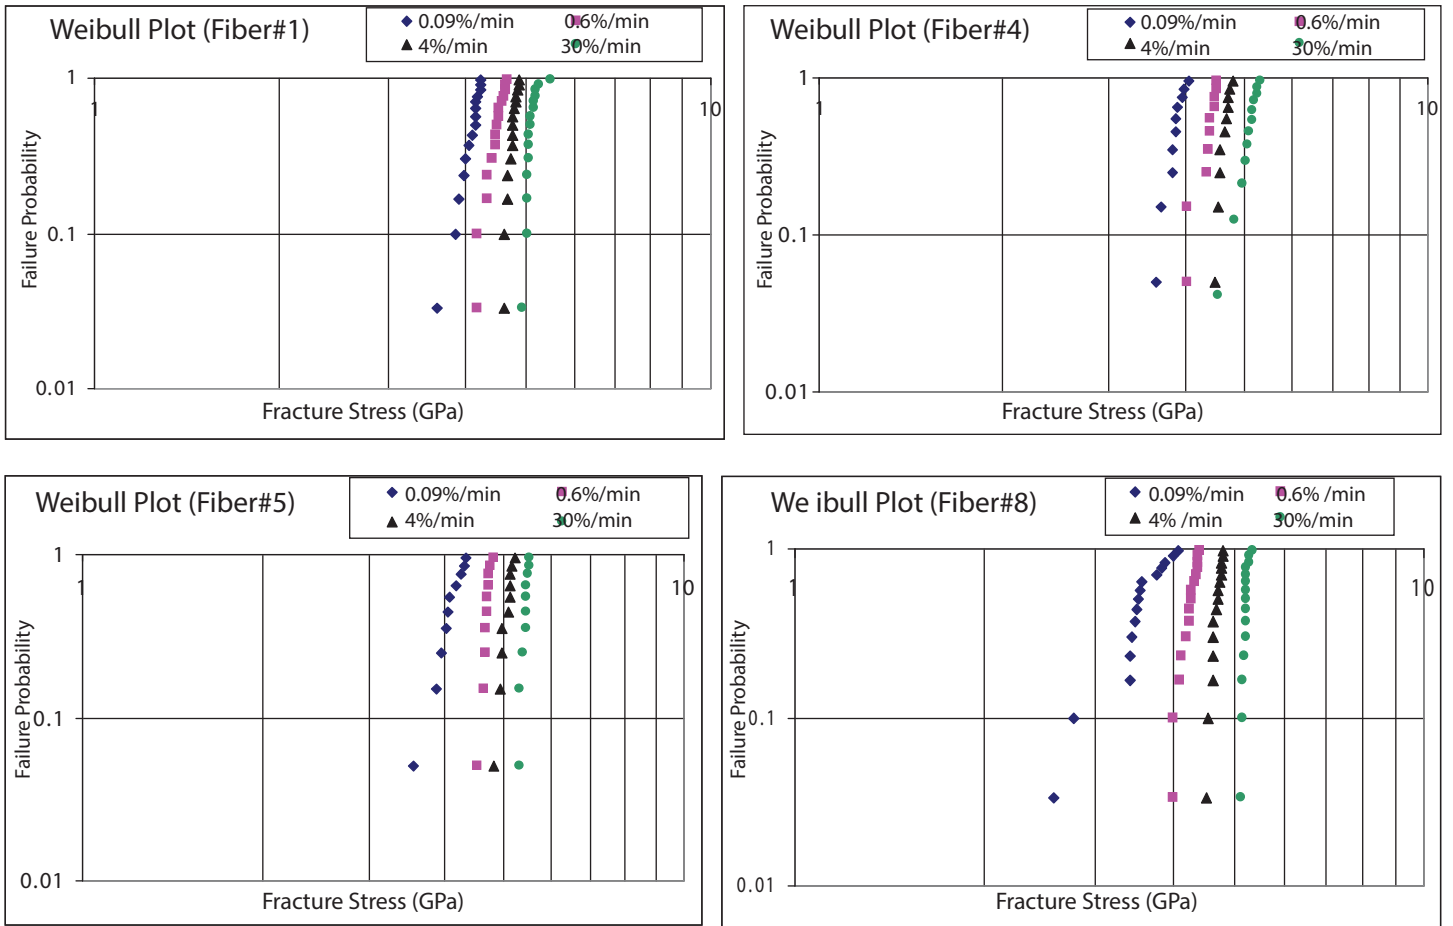 Weibull Plot (Fiber#1)
0.09%/min 0.6%/min
4%/min 30%/min
1
1 10
0.1
0.01
Failure Probability
Fracture Stress (GPa)
Weibull Plot (Fiber#4)
0.09%/min 0.6%/min
4%/min 30%/min
1
1 10
0.1
0.01
Failure Probability
Fracture Stress (GPa)
Weibull Plot (Fiber#5)
0.09%/min 0.6%/min
4%/min 30%/min
1
1 10
0.1
0.01
Failure Probability
Fracture Stress (GPa)
We ibull Plot (Fiber#8)
0.09%/min 0.6% /min
4% /min 30%/min
1
1 10
0.1
0.01
Failure Probability
Fracture Stress (GPa)